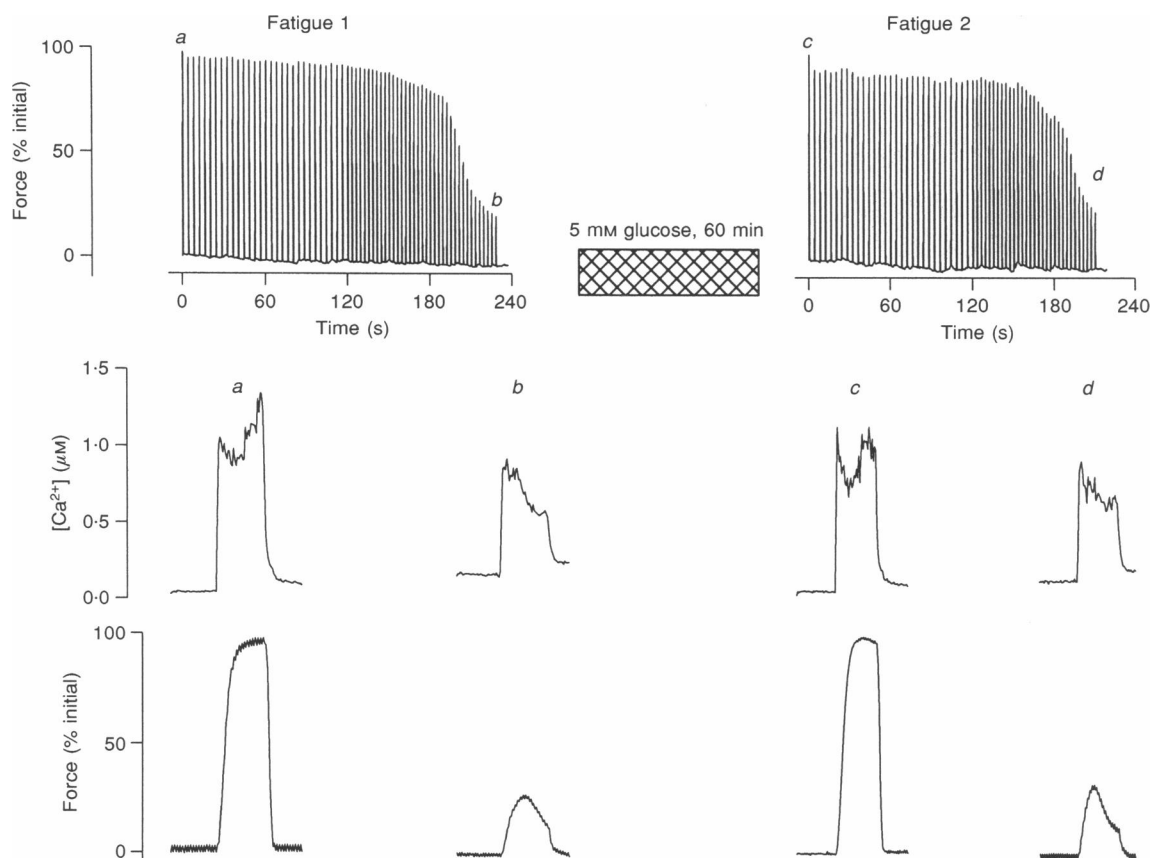 Fatigue 1
Fatigue 2
a
c
100
50
0
Force (% initial)
b
d
5 mM glucose, 60 min
0 60 120 180 240
Time (s)
0 60 120 180 240
Time (s)
1·5
1·0
0·5
0·0
[Ca²⁺] (μM)
a
b
c
d
100
50
0
Force (% initial)